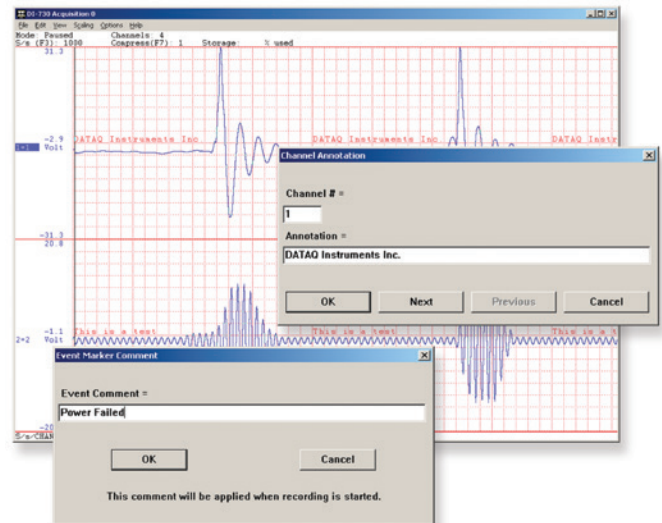 DI-730 Acquisition 0
File Edit View Scaling Options Help
Mode: Paused Channels: 4
S/s (F3): 1000 Compress(F7): 1 Storage: % used
31.3
-2.9
1=1 Volt
DATAQ Instruments Inc DATAQ Instruments Inc DATAQ Instr
-31.3
20.8
-1.1
2=2 Volt
This is a test This is a test This is a
-20
S/s/CHAN
Channel Annotation
Channel # =
1
Annotation =
DATAQ Instruments Inc.
OK Next Previous Cancel
Event Marker Comment
Event Comment =
Power Failed
OK Cancel
This comment will be applied when recording is started.